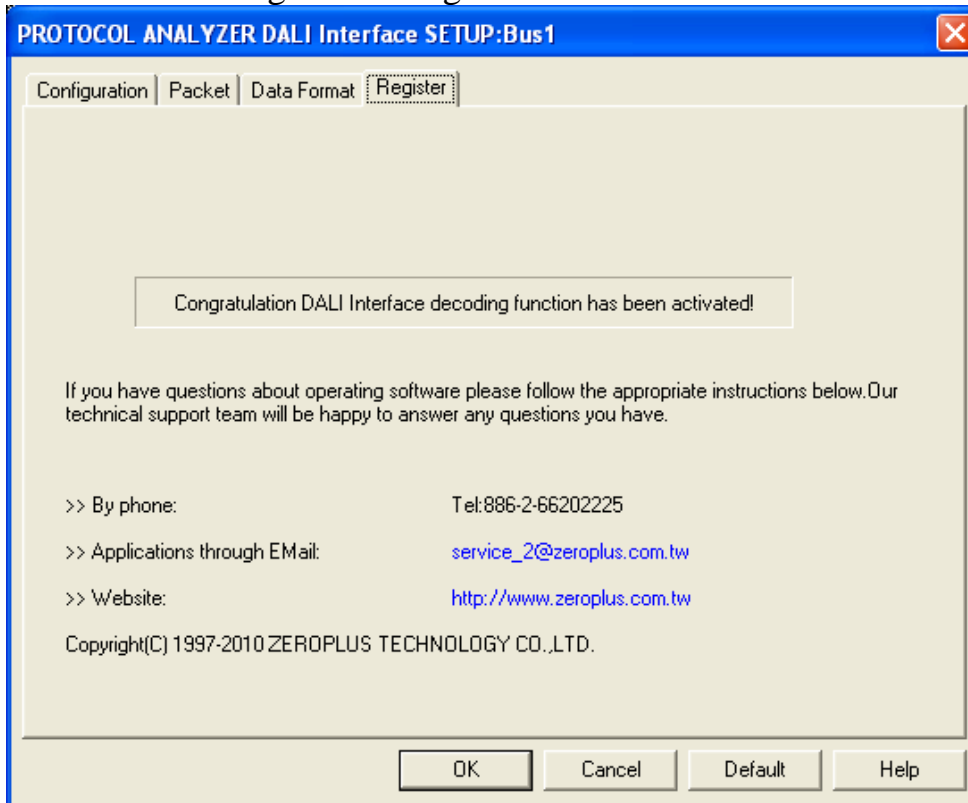 PROTOCOL ANALYZER DALI Interface SETUP:Bus1
Configuration Packet Data Format Register
Congratulation DALI Interface decoding function has been activated!
If you have questions about operating software please follow the appropriate instructions below.Our
technical support team will be happy to answer any questions you have.
>> By phone: Tel:886-2-66202225
>> Applications through EMail: service_2@zeroplus.com.tw
>> Website: http://www.zeroplus.com.tw
Copyright(C) 1997-2010 ZEROPLUS TECHNOLOGY CO.,LTD.
OK Cancel Default Help